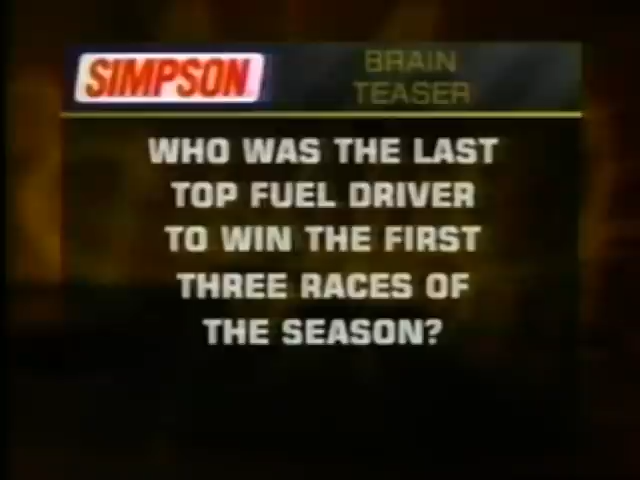 SIMPSON
BRAIN
TEASER
WHO WAS THE LAST
TOP FUEL DRIVER
TO WIN THE FIRST
THREE RACES OF
THE SEASON?